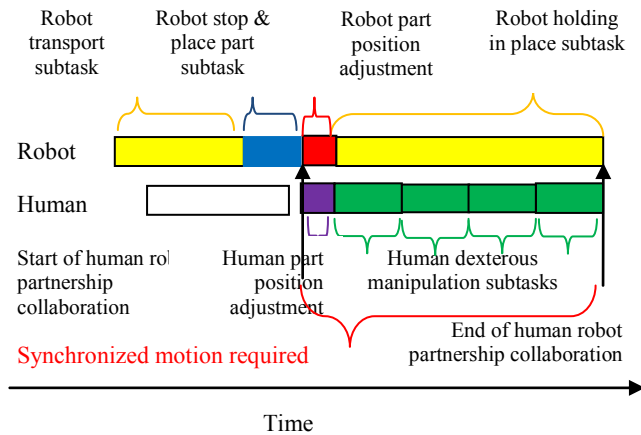 Robot
transport
subtask
Robot stop &
place part
subtask
Robot part
position
adjustment
Robot holding
in place subtask
Robot
Human
Start of human ro
partnership
collaboration
Human part
position
adjustment
Human dexterous
manipulation subtasks
End of human robot
partnership collaboration
Synchronized motion required
Time